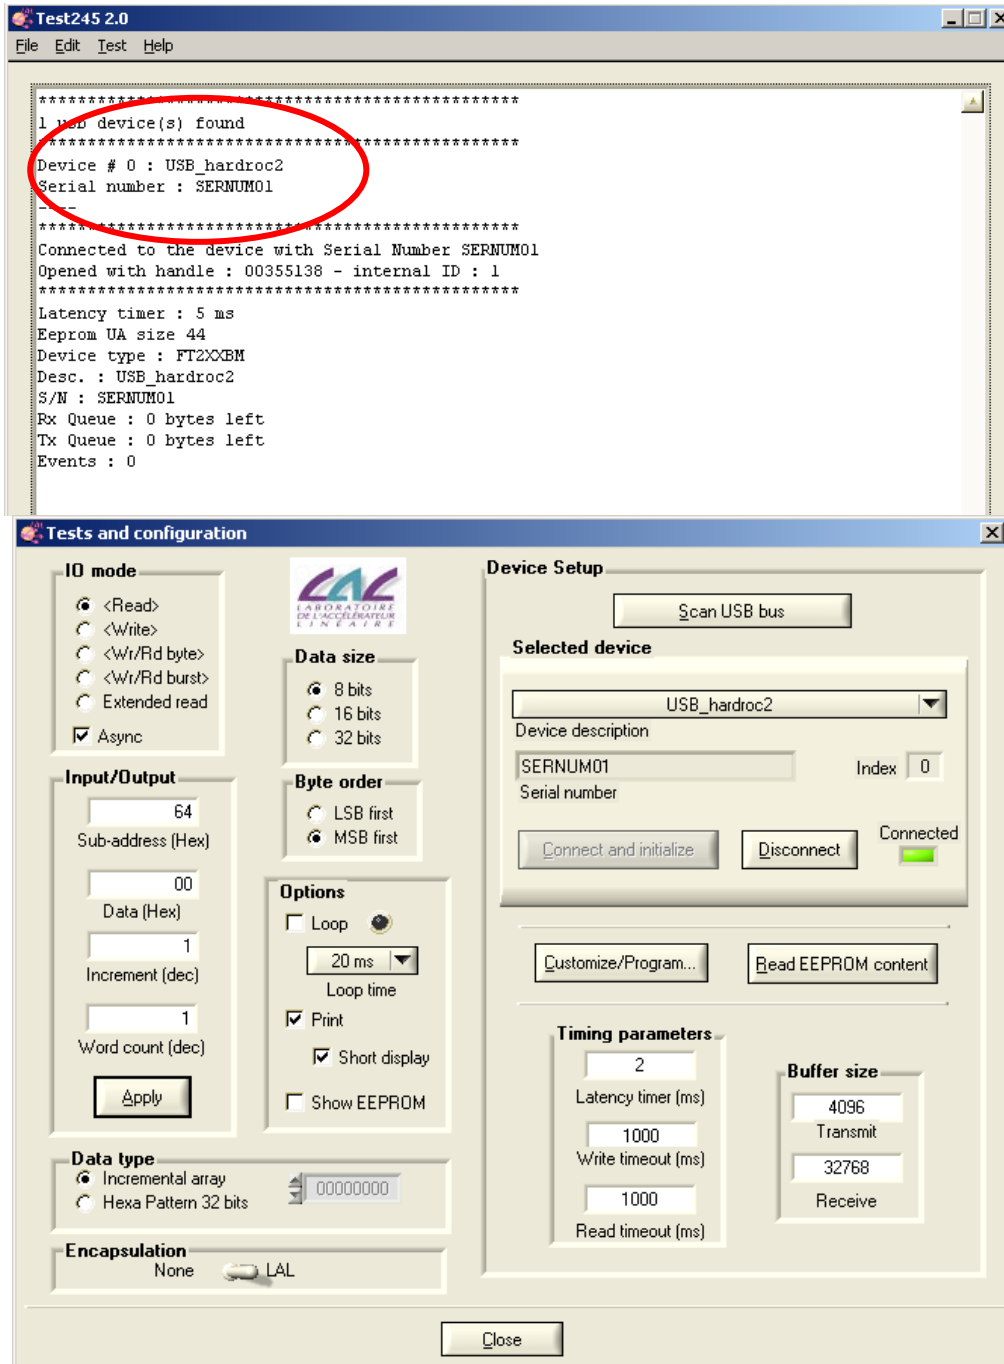 Test245 2.0
File Edit Test Help
*************************************************
1 usb device(s) found
*************************************************
Device # 0 : USB_hardroc2
Serial number : SERNUM01
----
*************************************************
Connected to the device with Serial Number SERNUM01
Opened with handle : 00355138 - internal ID : 1
*************************************************
Latency timer : 5 ms
Eeprom UA size 44
Device type : FT2XXBM
Desc. : USB_hardroc2
S/N : SERNUM01
Rx Queue : 0 bytes left
Tx Queue : 0 bytes left
Events : 0
Tests and configuration
IO mode
<Read>
<Write>
<Wr/Rd byte>
<Wr/Rd burst>
Extended read
Async
LABORATOIRE
DE L'ACCÉLÉRATEUR
LINÉAIRE
Data size
8 bits
16 bits
32 bits
Input/Output
64
Sub-address (Hex)
00
Data (Hex)
1
Increment (dec)
1
Word count (dec)
Apply
Byte order
LSB first
MSB first
Options
Loop
20 ms
Loop time
Print
Short display
Show EEPROM
Data type
Incremental array
Hexa Pattern 32 bits
00000000
Encapsulation
None LAL
Device Setup
Scan USB bus
Selected device
USB_hardroc2
Device description
SERNUM01 Index 0
Serial number
Connect and initialize Disconnect Connected
Customize/Program... Read EEPROM content
Timing parameters
2
Latency timer (ms)
1000
Write timeout (ms)
1000
Read timeout (ms)
Buffer size
4096
Transmit
32768
Receive
Close